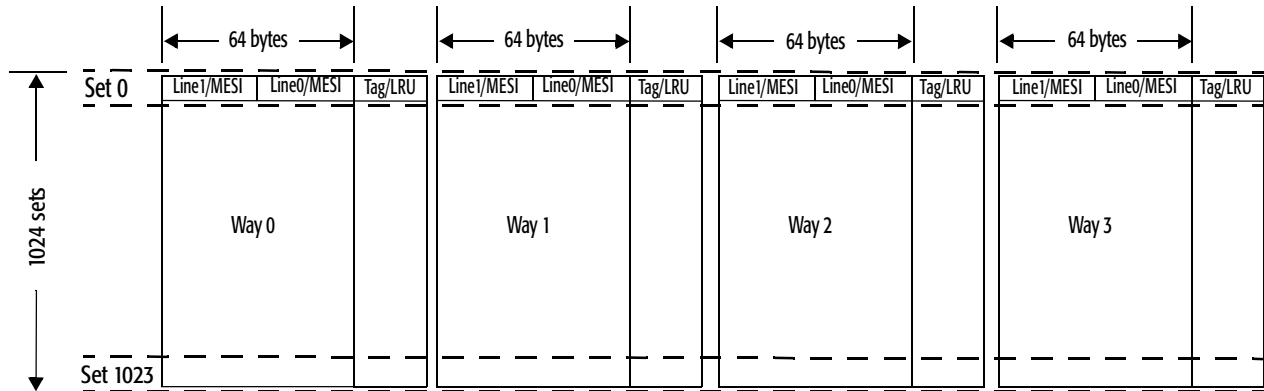 64 bytes 64 bytes 64 bytes 64 bytes
Set 0 Line1/MESI Line0/MESI Tag/LRU Line1/MESI Line0/MESI Tag/LRU Line1/MESI Line0/MESI Tag/LRU Line1/MESI Line0/MESI Tag/LRU
1024 sets
Way 0 Way 1 Way 2 Way 3
Set 1023